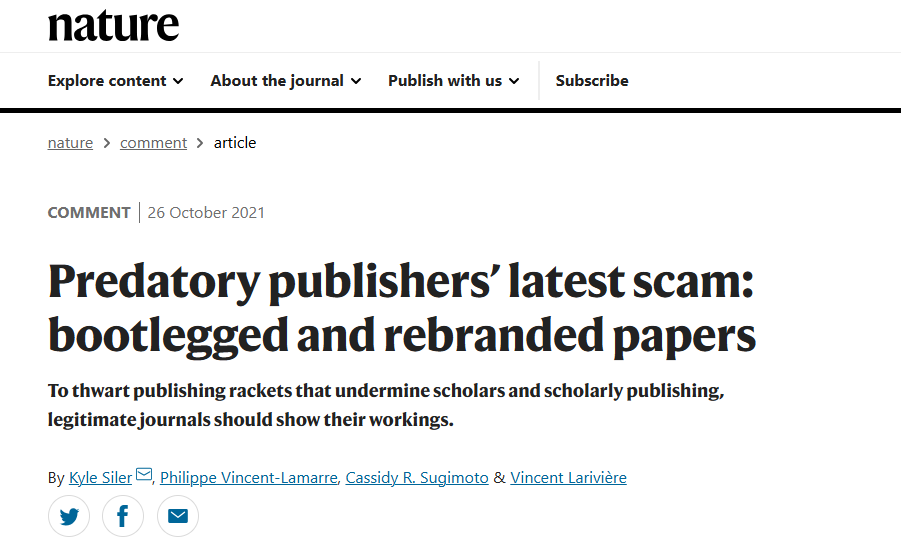 nature
Explore content About the journal Publish with us Subscribe
nature > comment > article
COMMENT | 26 October 2021
Predatory publishers’ latest scam:
bootlegged and rebranded papers
To thwart publishing rackets that undermine scholars and scholarly publishing,
legitimate journals should show their workings.
By Kyle Siler, Philippe Vincent-Lamarre, Cassidy R. Sugimoto & Vincent Larivière